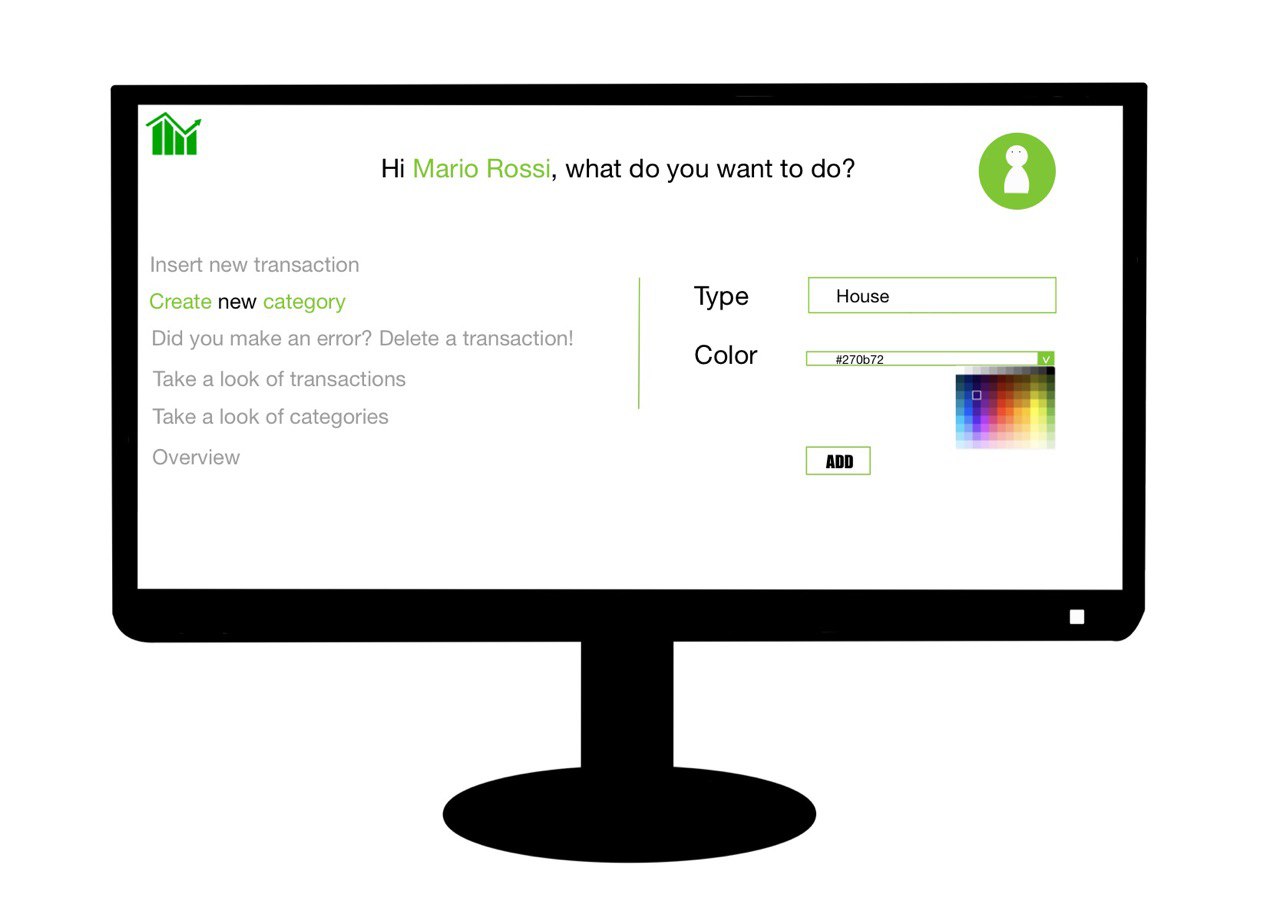 Hi Mario Rossi, what do you want to do?
Insert new transaction
Create new category
Did you make an error? Delete a transaction!
Take a look of transactions
Take a look of categories
Overview
Type
House
Color
#270b72
v
ADD